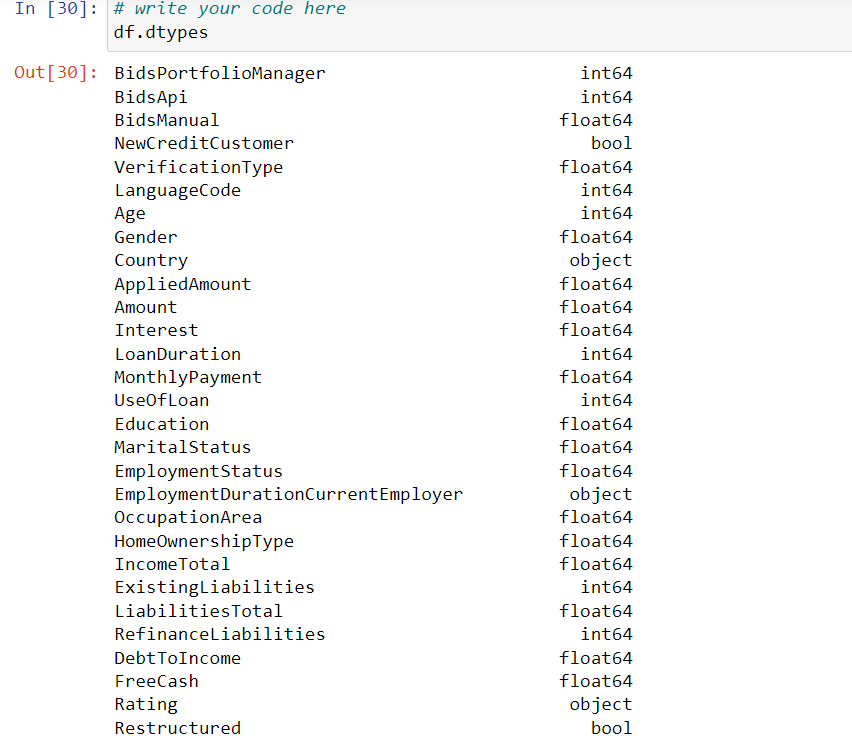 In [30]: # write your code here
df.dtypes
Out[30]: BidsPortfolioManager int64
BidsApi int64
BidsManual float64
NewCreditCustomer bool
VerificationType float64
LanguageCode int64
Age int64
Gender float64
Country object
AppliedAmount float64
Amount float64
Interest float64
LoanDuration int64
MonthlyPayment float64
UseOfLoan int64
Education float64
MaritalStatus float64
EmploymentStatus float64
EmploymentDurationCurrentEmployer object
OccupationArea float64
HomeOwnershipType float64
IncomeTotal float64
ExistingLiabilities int64
LiabilitiesTotal float64
RefinanceLiabilities int64
DebtToIncome float64
FreeCash float64
Rating object
Restructured bool